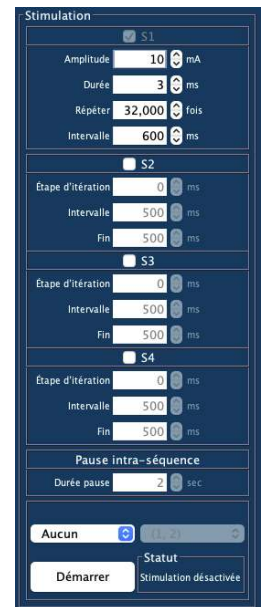 Stimulation
S1
Amplitude 10 mA
Durée 3 ms
Répéter 32,000 fois
Intervalle 600 ms
S2
Étape d'itération 0 ms
Intervalle 500 ms
Fin 500 ms
S3
Étape d'itération 0 ms
Intervalle 500 ms
Fin 500 ms
S4
Étape d'itération 0 ms
Intervalle 500 ms
Fin 500 ms
Pause intra-séquence
Durée pause 2 sec
Aucun (1, 2)
Statut
Démarrer Stimulation désactivée